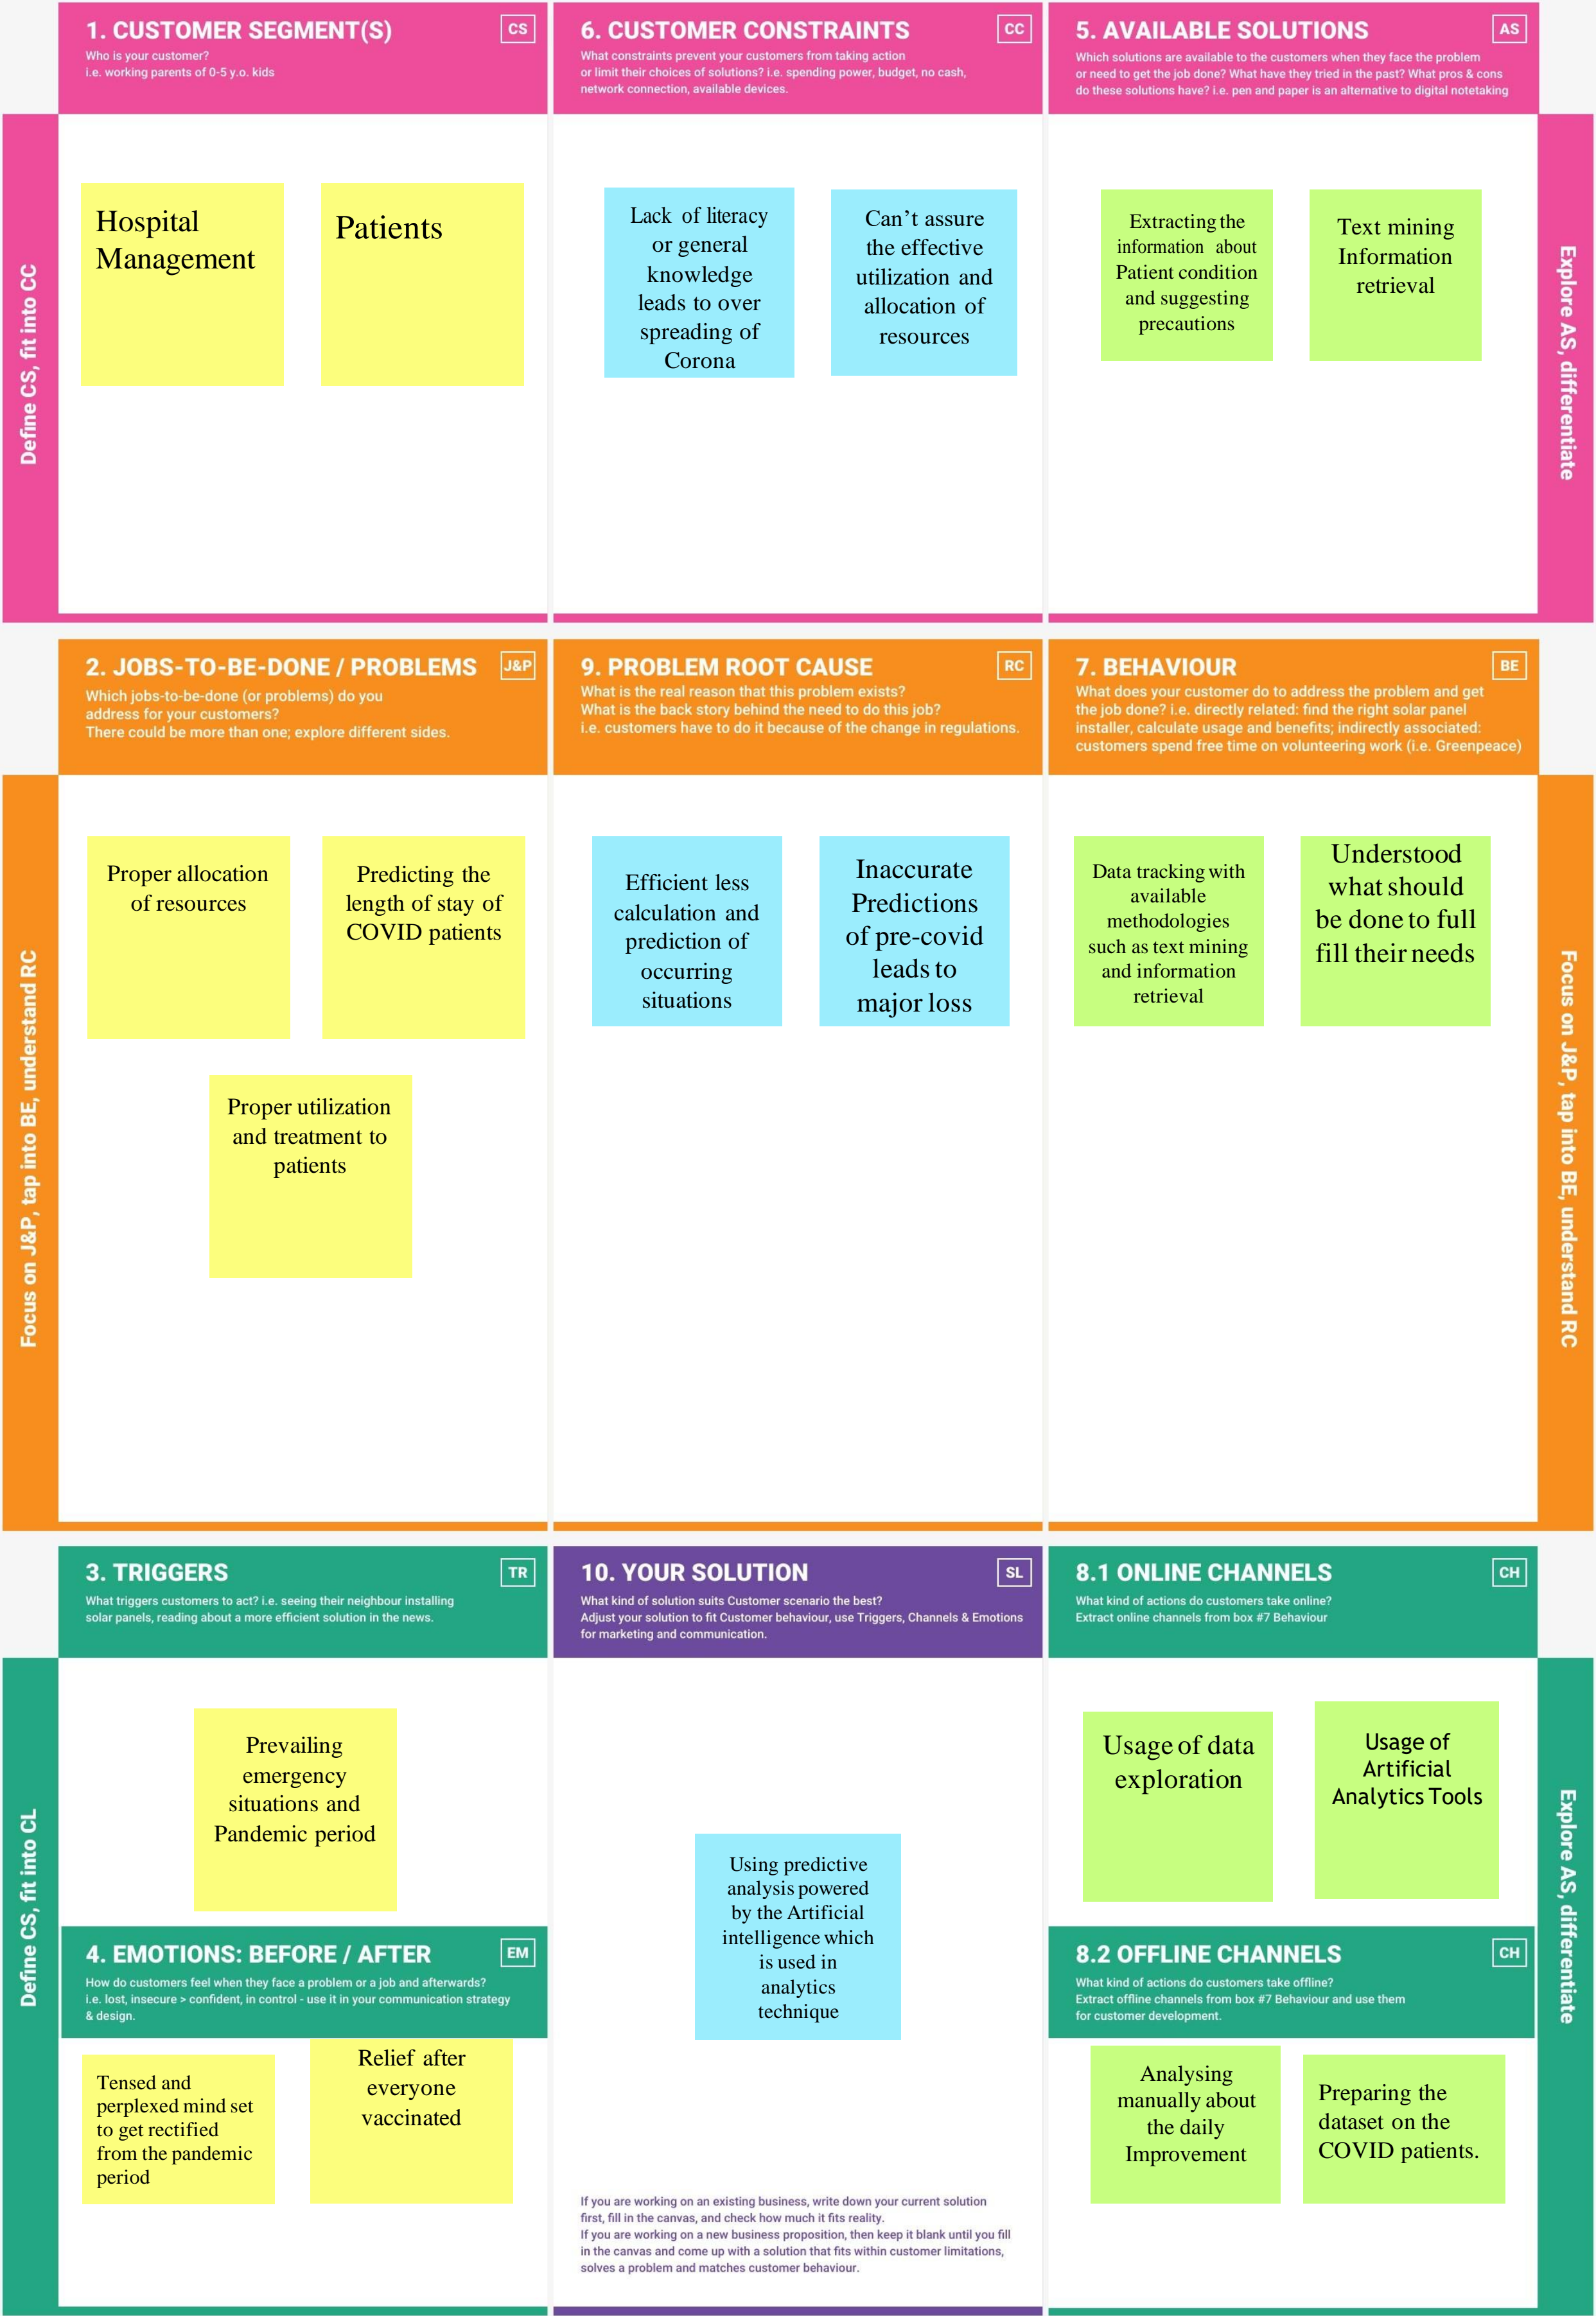 1. CUSTOMER SEGMENT(S)
CS
Who is your customer?
i.e. working parents of 0-5 y.o. kids
6. CUSTOMER CONSTRAINTS
CC
What constraints prevent your customers from taking action
or limit their choices of solutions? i.e. spending power, budget, no cash,
network connection, available devices.
5. AVAILABLE SOLUTIONS
AS
Which solutions are available to the customers when they face the problem
or need to get the job done? What have they tried in the past? What pros & cons
do these solutions have? i.e. pen and paper is an alternative to digital notetaking
Define CS, fit into CC
Hospital
Management
Patients
Lack of literacy
or general
knowledge
leads to over
spreading of
Corona
Can't assure
the effective
utilization and
allocation of
resources
Extracting the
information about
Patient condition
and suggesting
precautions
Text mining
Information
retrieval
Explore AS, differentiate
2. JOBS-TO-BE-DONE / PROBLEMS
J&P
Which jobs-to-be-done (or problems) do you
address for your customers?
There could be more than one; explore different sides.
9. PROBLEM ROOT CAUSE
RC
What is the real reason that this problem exists?
What is the back story behind the need to do this job?
i.e. customers have to do it because of the change in regulations.
7. BEHAVIOUR
BE
What does your customer do to address the problem and get
the job done? i.e. directly related: find the right solar panel
installer, calculate usage and benefits; indirectly associated:
customers spend free time on volunteering work (i.e. Greenpeace)
Focus on J&P, tap into BE, understand RC
Proper allocation
of resources
Predicting the
length of stay of
COVID patients
Proper utilization
and treatment to
patients
Efficient less
calculation and
prediction of
occurring
situations
Inaccurate
Predictions
of pre-covid
leads to
major loss
Data tracking with
available
methodologies
such as text mining
and information
retrieval
Understood
what should
be done to full
fill their needs
Focus on J&P, tap into BE, understand RC
3. TRIGGERS
TR
What triggers customers to act? i.e. seeing their neighbour installing
solar panels, reading about a more efficient solution in the news.
10. YOUR SOLUTION
SL
What kind of solution suits Customer scenario the best?
Adjust your solution to fit Customer behaviour, use Triggers, Channels & Emotions
for marketing and communication.
8.1 ONLINE CHANNELS
CH
What kind of actions do customers take online?
Extract online channels from box #7 Behaviour
Define CS, fit into CL
Prevailing
emergency
situations and
Pandemic period
4. EMOTIONS: BEFORE / AFTER
EM
How do customers feel when they face a problem or a job and afterwards?
i.e. lost, insecure > confident, in control - use it in your communication strategy
& design.
Tensed and
perplexed mind set
to get rectified
from the pandemic
period
Relief after
everyone
vaccinated
Using predictive
analysis powered
by the Artificial
intelligence which
is used in
analytics
technique
If you are working on an existing business, write down your current solution
first, fill in the canvas, and check how much it fits reality.
If you are working on a new business proposition, then keep it blank until you fill
in the canvas and come up with a solution that fits within customer limitations,
solves a problem and matches customer behaviour.
Usage of data
exploration
Usage of
Artificial
Analytics Tools
8.2 OFFLINE CHANNELS
CH
What kind of actions do customers take offline?
Extract offline channels from box #7 Behaviour and use them
for customer development.
Analysing
manually about
the daily
Improvement
Preparing the
dataset on the
COVID patients.
Explore AS, differentiate